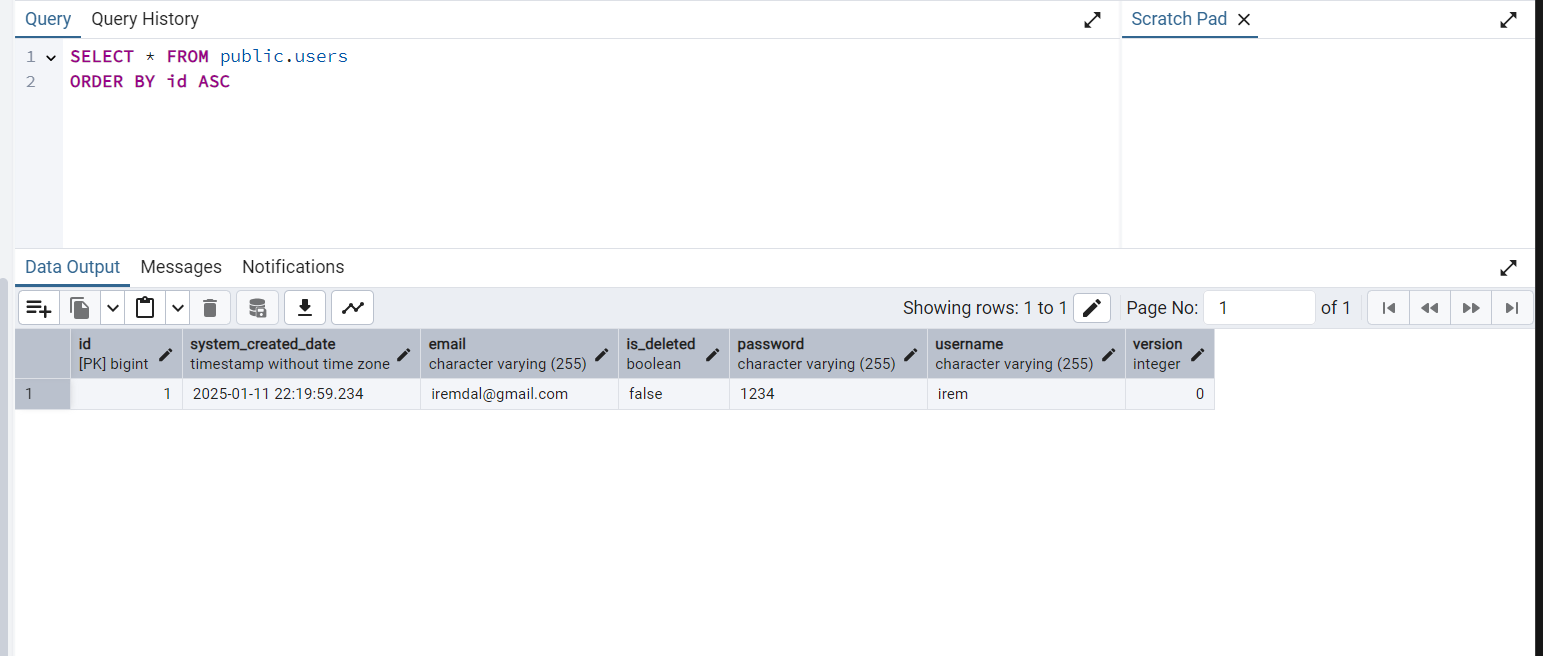 Query Query History Scratch Pad
1 SELECT * FROM public.users
2 ORDER BY id ASC
Data Output Messages Notifications
Showing rows: 1 to 1 Page No: 1 of 1
id system_created_date email is_deleted password username version
[PK] bigint timestamp without time zone character varying (255) boolean character varying (255) character varying (255) integer
1 1 2025-01-11 22:19:59.234 iremdal@gmail.com false 1234 irem 0